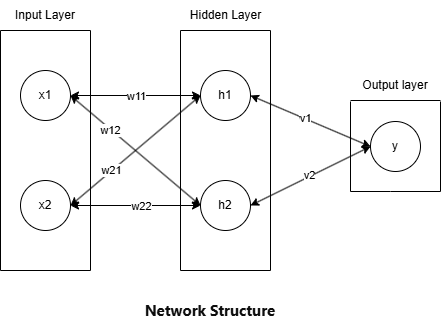 Input Layer
Hidden Layer
Output layer
x1
w11
h1
w12
v1
y
w21
v2
x2
w22
h2
Network Structure